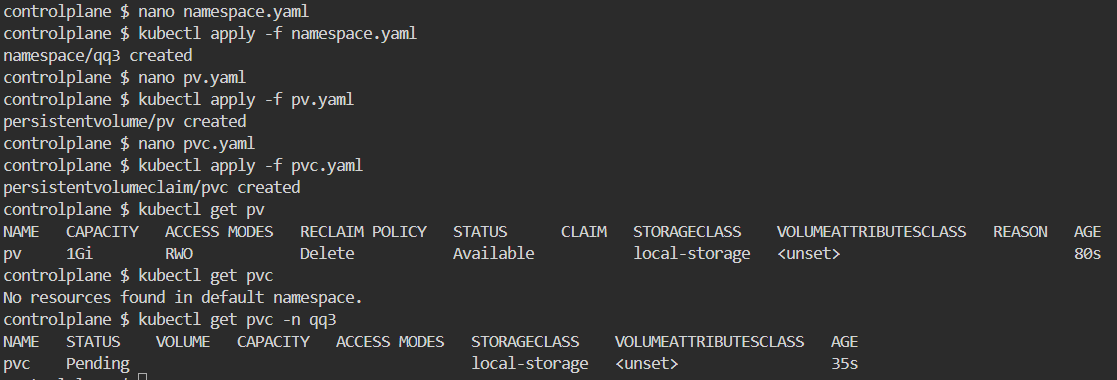 controlplane $ nano namespace.yaml
controlplane $ kubectl apply -f namespace.yaml
namespace/qq3 created
controlplane $ nano pv.yaml
controlplane $ kubectl apply -f pv.yaml
persistentvolume/pv created
controlplane $ nano pvc.yaml
controlplane $ kubectl apply -f pvc.yaml
persistentvolumeclaim/pvc created
controlplane $ kubectl get pv
NAME   CAPACITY   ACCESS MODES   RECLAIM POLICY   STATUS      CLAIM   STORAGECLASS    VOLUMEATTRIBUTESCLASS   REASON   AGE
pv     1Gi        RWO            Delete           Available           local-storage   <unset>                          80s
controlplane $ kubectl get pvc
No resources found in default namespace.
controlplane $ kubectl get pvc -n qq3
NAME   STATUS    VOLUME   CAPACITY   ACCESS MODES   STORAGECLASS    VOLUMEATTRIBUTESCLASS   AGE
pvc    Pending                                      local-storage   <unset>                 35s